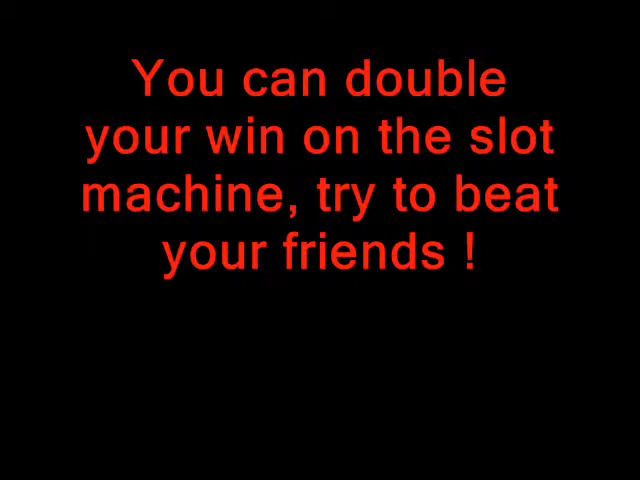 You can double
your win on the slot
machine, try to beat
your friends !